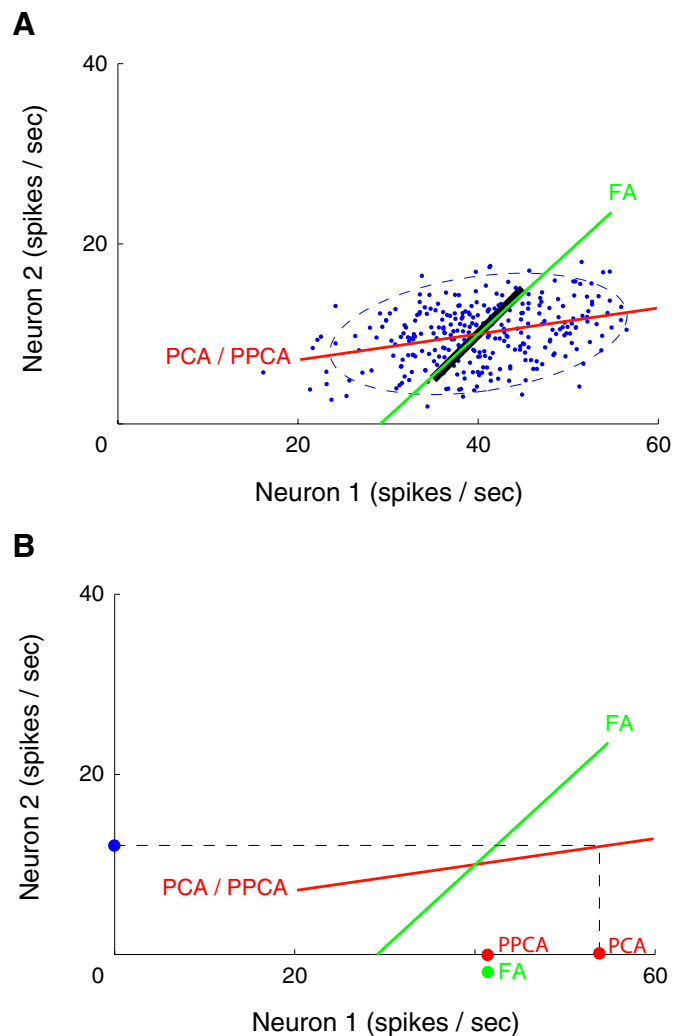 A
40
Neuron 2 (spikes / sec)
20
FA
PCA / PPCA
0
20
40
60
Neuron 1 (spikes / sec)
B
40
Neuron 2 (spikes / sec)
FA
20
PCA / PPCA
PPCA
PCA
FA
0
20
60
Neuron 1 (spikes / sec)